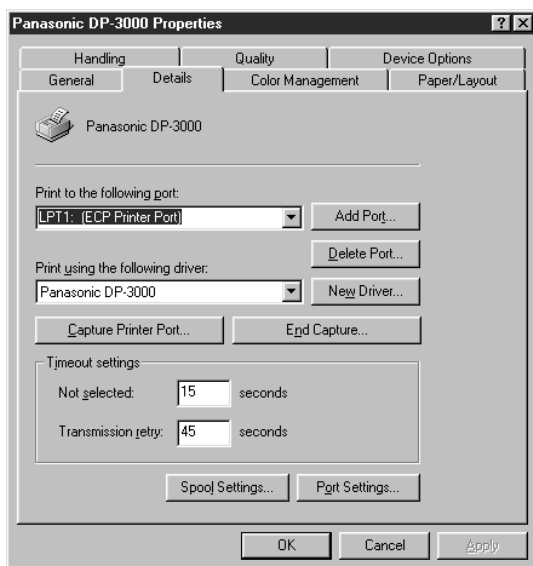 Panasonic DP-3000 Properties
Handling Quality Device Options
General Details Color Management Paper/Layout
Panasonic DP-3000
Print to the following port:
LPT1: (ECP Printer Port) Add Port...
Delete Port...
Print using the following driver:
Panasonic DP-3000 New Driver...
Capture Printer Port... End Capture...
Timeout settings
Not selected: 15 seconds
Transmission retry: 45 seconds
Spool Settings... Port Settings...
OK Cancel Apply